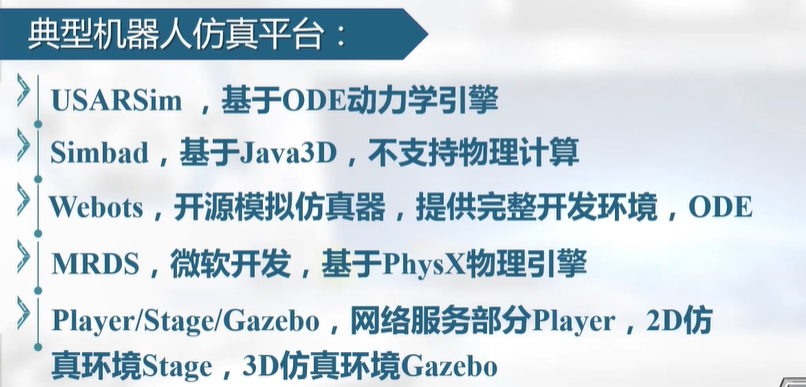 典型机器人仿真平台：
USARSim ，基于ODE动力学引擎
Simbad，基于Java3D，不支持物理计算
Webots，开源模拟仿真器，提供完整开发环境，ODE
MRDS，微软开发，基于PhysX物理引擎
Player/Stage/Gazebo，网络服务部分Player，2D仿
真环境Stage，3D仿真环境Gazebo